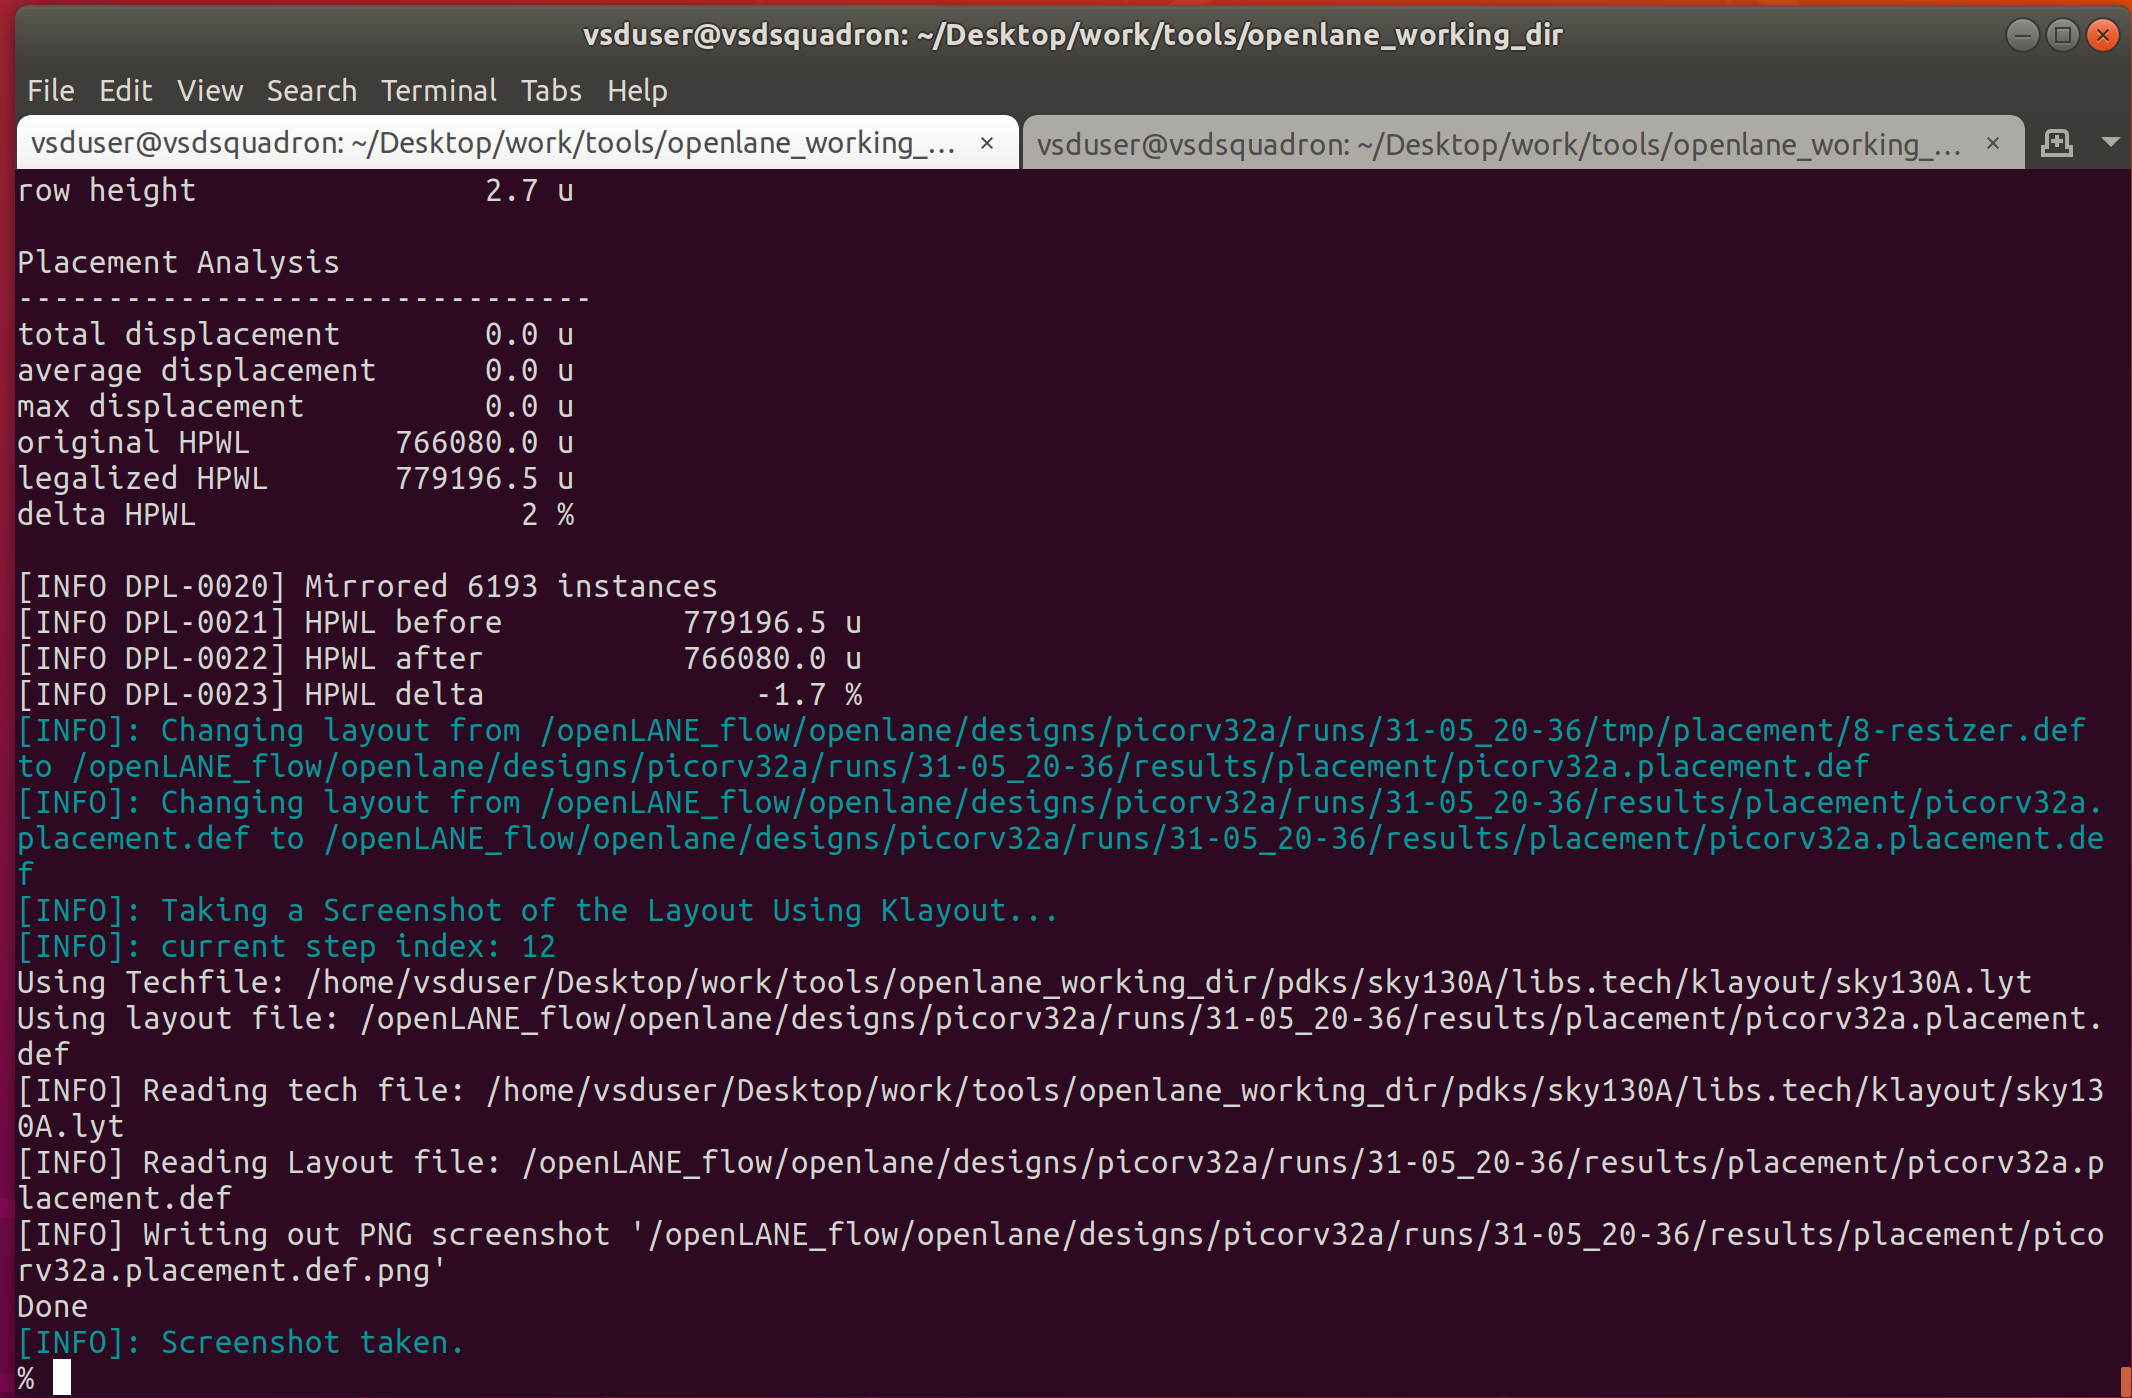 vsduser@vsdsquadron: ~/Desktop/work/tools/openlane_working_dir
File Edit View Search Terminal Tabs Help
vsduser@vsdsquadron: ~/Desktop/work/tools/openlane_working_... × vsduser@vsdsquadron: ~/Desktop/work/tools/openlane_working_... ×
row height                2.7 u
Placement Analysis
--------------------------------
total displacement        0.0 u
average displacement      0.0 u
max displacement          0.0 u
original HPWL        766080.0 u
legalized HPWL       779196.5 u
delta HPWL                  2 %
[INFO DPL-0020] Mirrored 6193 instances
[INFO DPL-0021] HPWL before          779196.5 u
[INFO DPL-0022] HPWL after           766080.0 u
[INFO DPL-0023] HPWL delta               -1.7 %
[INFO]: Changing layout from /openLANE_flow/openlane/designs/picorv32a/runs/31-05_20-36/tmp/placement/8-resizer.def
to /openLANE_flow/openlane/designs/picorv32a/runs/31-05_20-36/results/placement/picorv32a.placement.def
[INFO]: Changing layout from /openLANE_flow/openlane/designs/picorv32a/runs/31-05_20-36/results/placement/picorv32a.
placement.def to /openLANE_flow/openlane/designs/picorv32a/runs/31-05_20-36/results/placement/picorv32a.placement.de
f
[INFO]: Taking a Screenshot of the Layout Using Klayout...
[INFO]: current step index: 12
Using Techfile: /home/vsduser/Desktop/work/tools/openlane_working_dir/pdks/sky130A/libs.tech/klayout/sky130A.lyt
Using layout file: /openLANE_flow/openlane/designs/picorv32a/runs/31-05_20-36/results/placement/picorv32a.placement.
def
[INFO] Reading tech file: /home/vsduser/Desktop/work/tools/openlane_working_dir/pdks/sky130A/libs.tech/klayout/sky13
0A.lyt
[INFO] Reading Layout file: /openLANE_flow/openlane/designs/picorv32a/runs/31-05_20-36/results/placement/picorv32a.p
lacement.def
[INFO] Writing out PNG screenshot '/openLANE_flow/openlane/designs/picorv32a/runs/31-05_20-36/results/placement/pico
rv32a.placement.def.png'
Done
[INFO]: Screenshot taken.
%